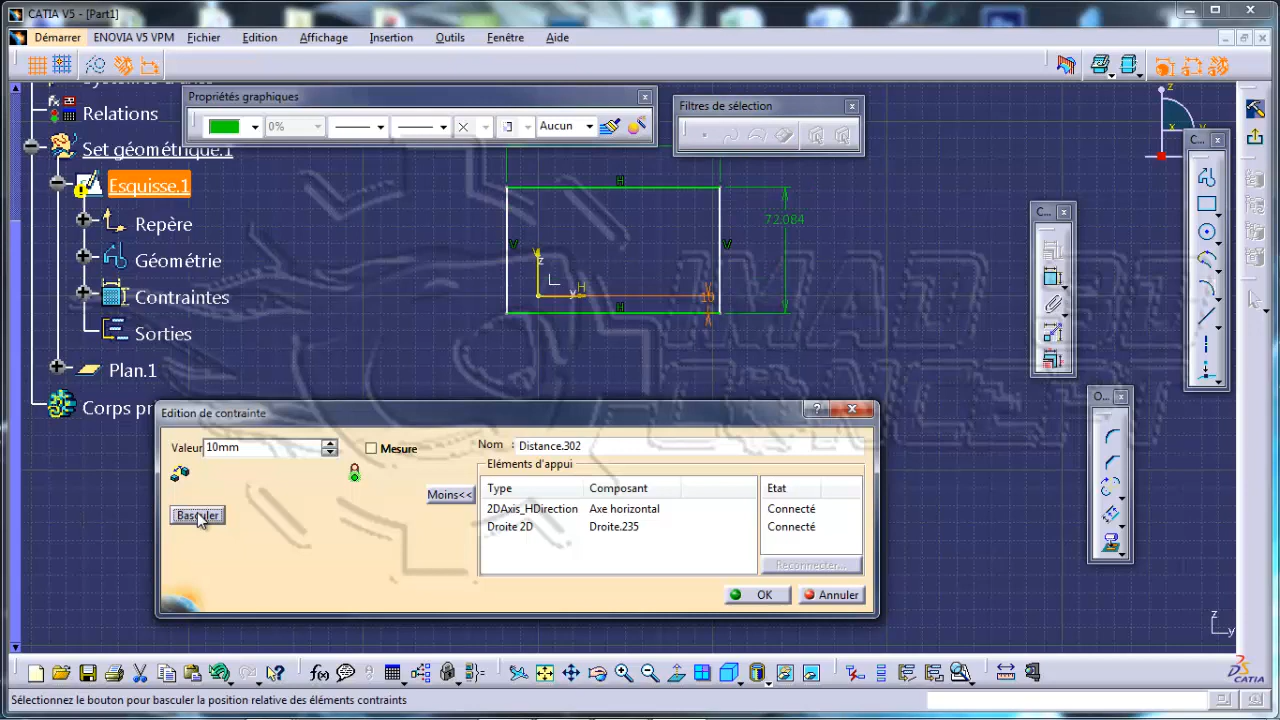 CATIA V5 - [Part1]
Démarrer ENOVIA V5 VPM Fichier Edition Affichage Insertion Outils Fenêtre Aide
Propriétés graphiques
Filtres de sélection
0% Aucun
Relations
Set géométrique.1
Esquisse.1
Repère
Géométrie
Contraintes
Sorties
Plan.1
Corps pr
H
V V
72.084
z
H
y
10
H
z
x y
C...
C...
O...
IMAD
Edition de contrainte
Valeur 10mm
Mesure
Nom : Distance.302
Eléments d'appui
Type Composant Etat
2DAxis_HDirection Axe horizontal Connecté
Droite 2D Droite.235 Connecté
Moins<<
Basculer
Reconnecter...
OK Annuler
z
y
f(x)
CATIA
Sélectionnez le bouton pour basculer la position relative des éléments contraints